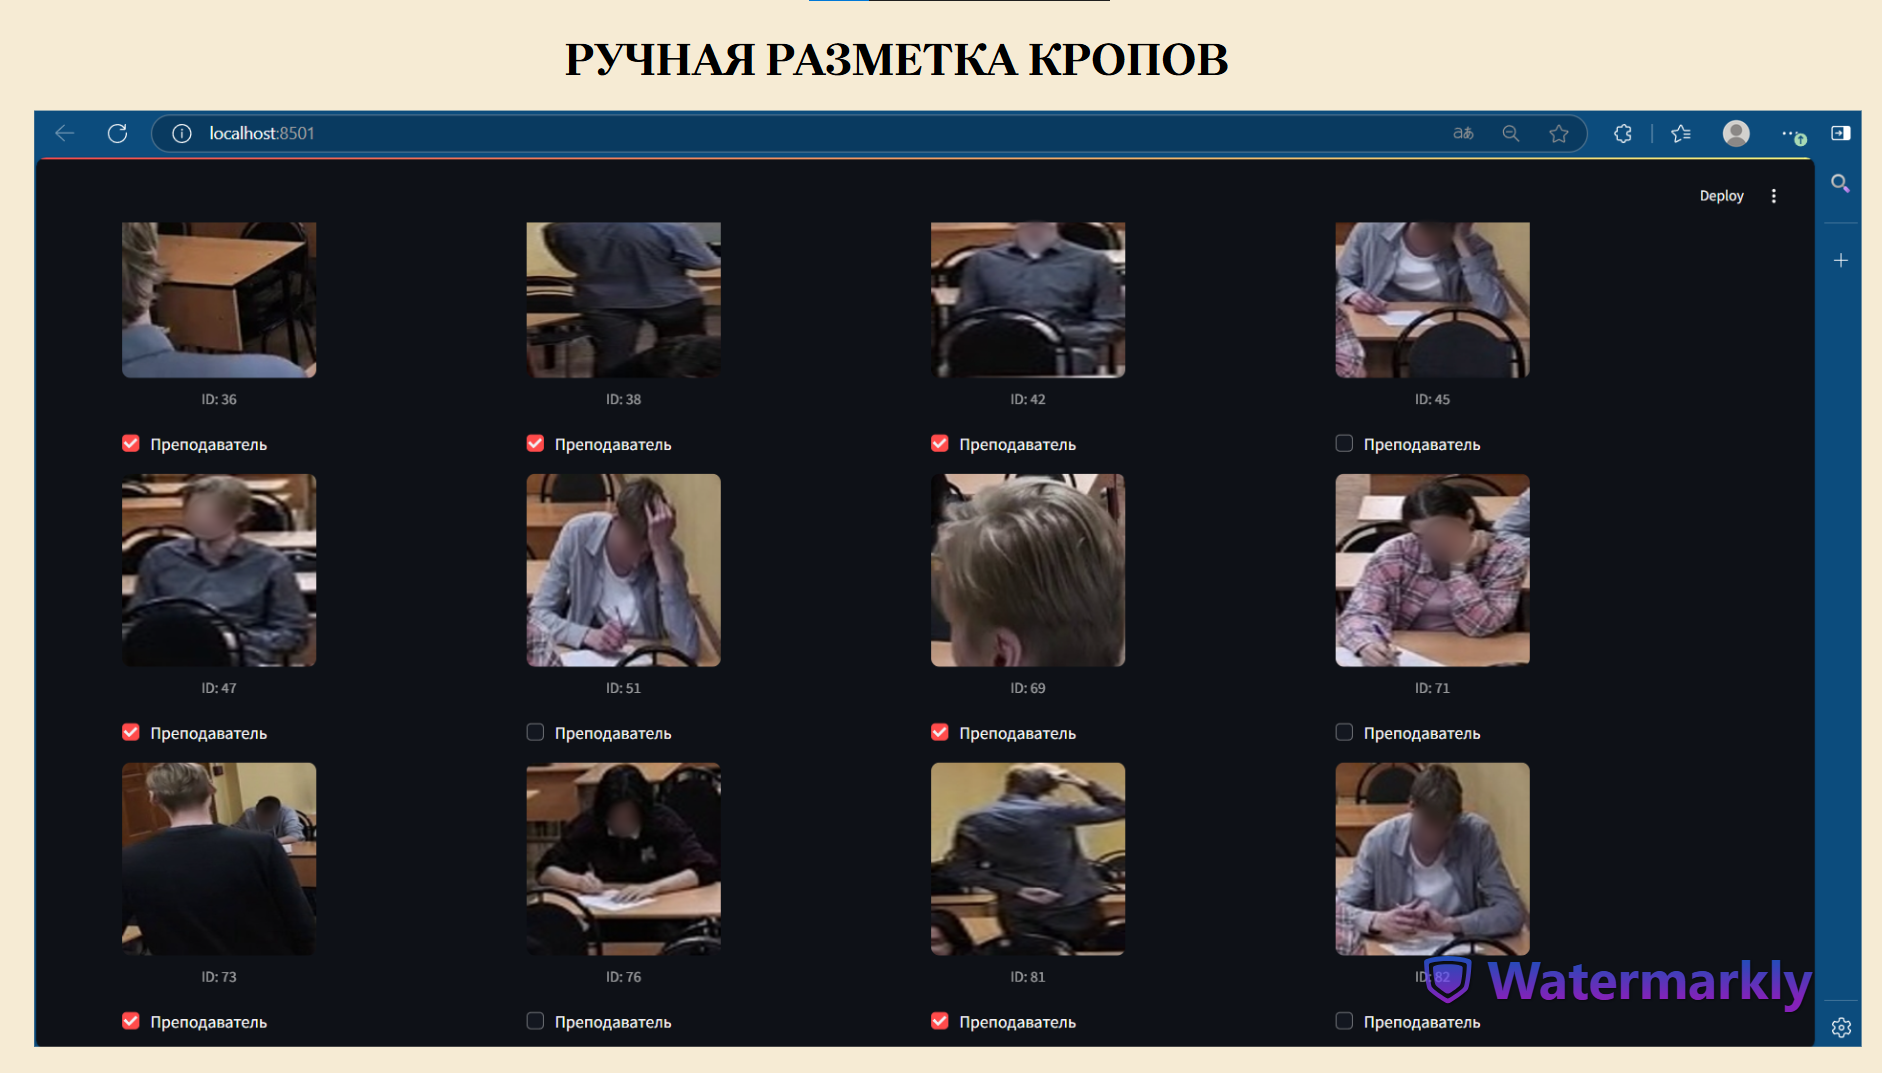 РУЧНАЯ РАЗМЕТКА КРОПОВ
localhost:8501
Deploy
ID: 36 ID: 38 ID: 42 ID: 45
Преподаватель Преподаватель Преподаватель Преподаватель
ID: 47 ID: 51 ID: 69 ID: 71
Преподаватель Преподаватель Преподаватель Преподаватель
ID: 73 ID: 76 ID: 81 ID: 82
Watermarkly
Преподаватель Преподаватель Преподаватель Преподаватель